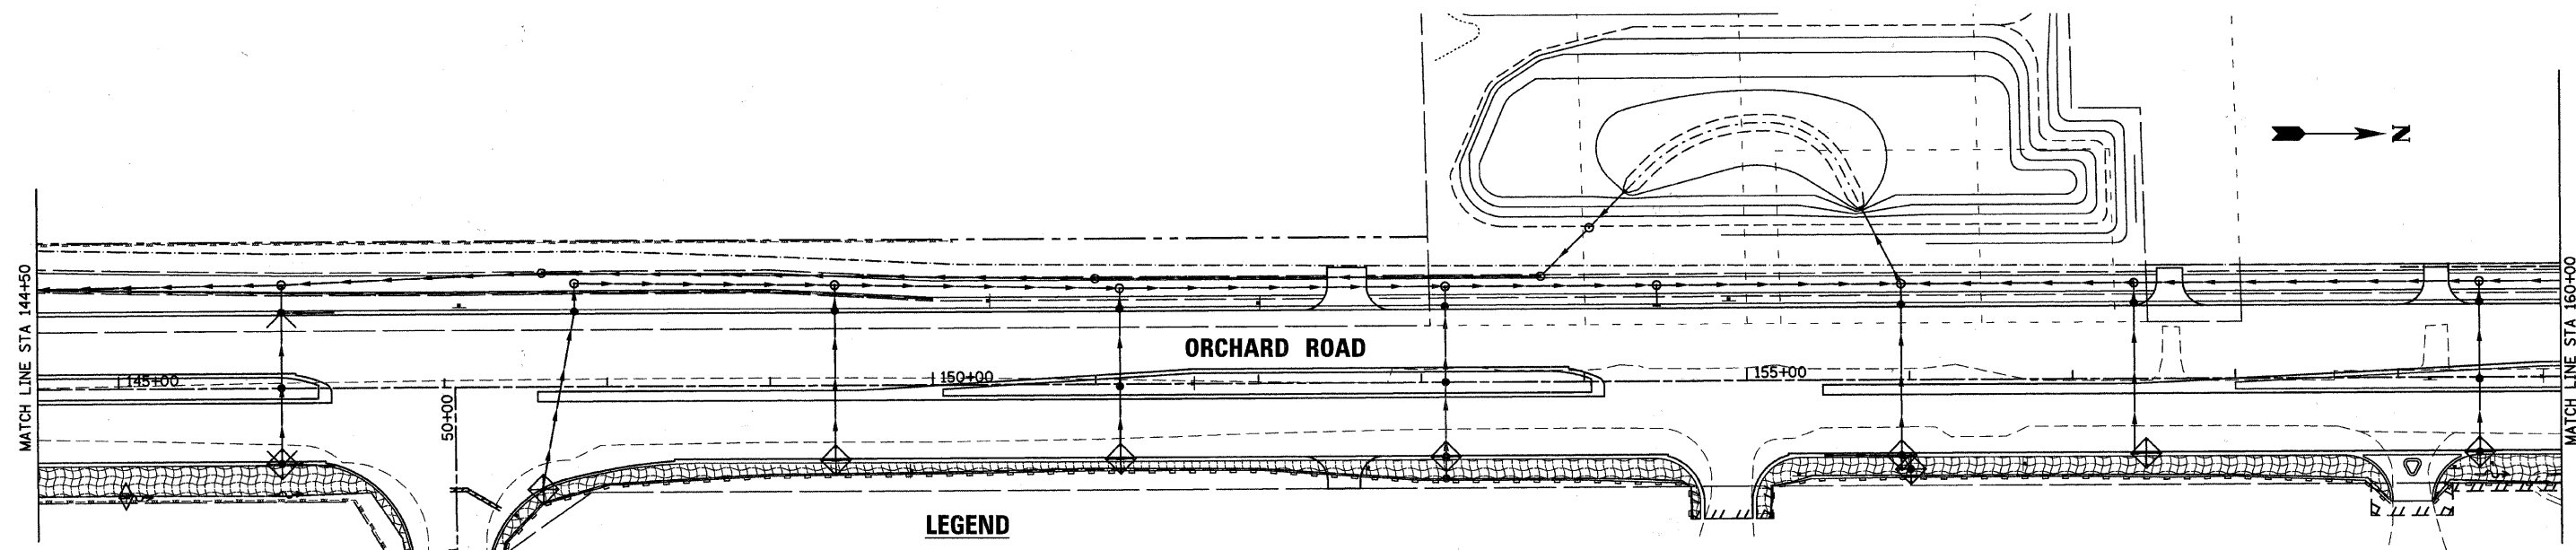 N
MATCH LINE STA 144+50
MATCH LINE STA 160+00
ORCHARD ROAD
145+00
150+00
155+00
50+00
LEGEND